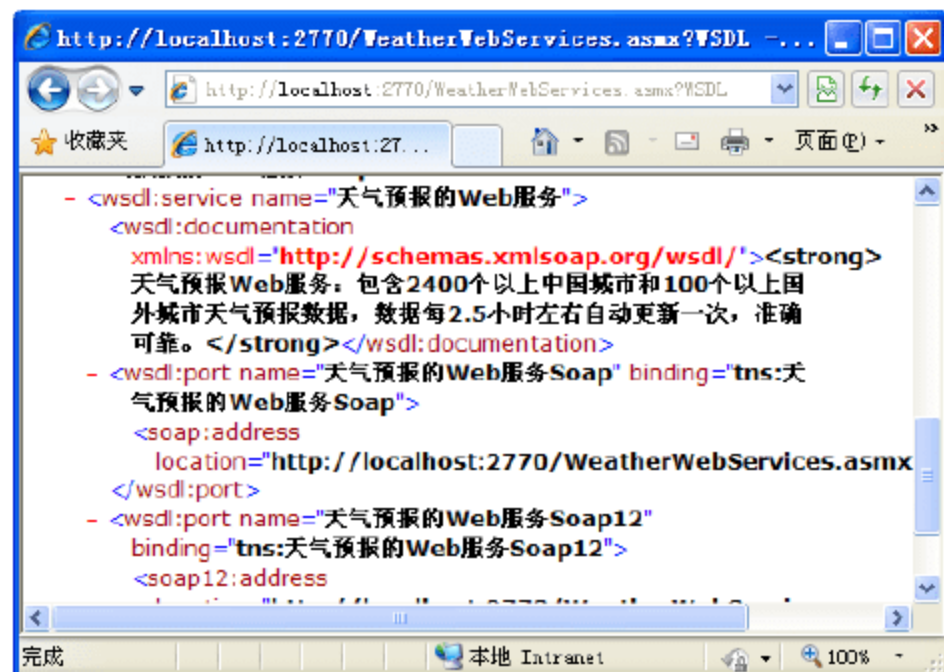 http://localhost:2770/WeatherWebServices.asmx?WSDL -...
http://localhost:2770/WeatherWebServices.asmx?WSDL
收藏夹
http://localhost:27...
页面(P)
»
- <wsdl:service name="天气预报的Web服务">
<wsdl:documentation
xmlns:wsdl="http://schemas.xmlsoap.org/wsdl/"><strong>
天气预报Web服务：包含2400个以上中国城市和100个以上国
外城市天气预报数据，数据每2.5小时左右自动更新一次，准确
可靠。</strong></wsdl:documentation>
- <wsdl:port name="天气预报的Web服务Soap" binding="tns:天
气预报的Web服务Soap">
<soap:address
location="http://localhost:2770/WeatherWebServices.asmx
</wsdl:port>
- <wsdl:port name="天气预报的Web服务Soap12"
binding="tns:天气预报的Web服务Soap12">
<soap12:address
完成
本地 Intranet
100%